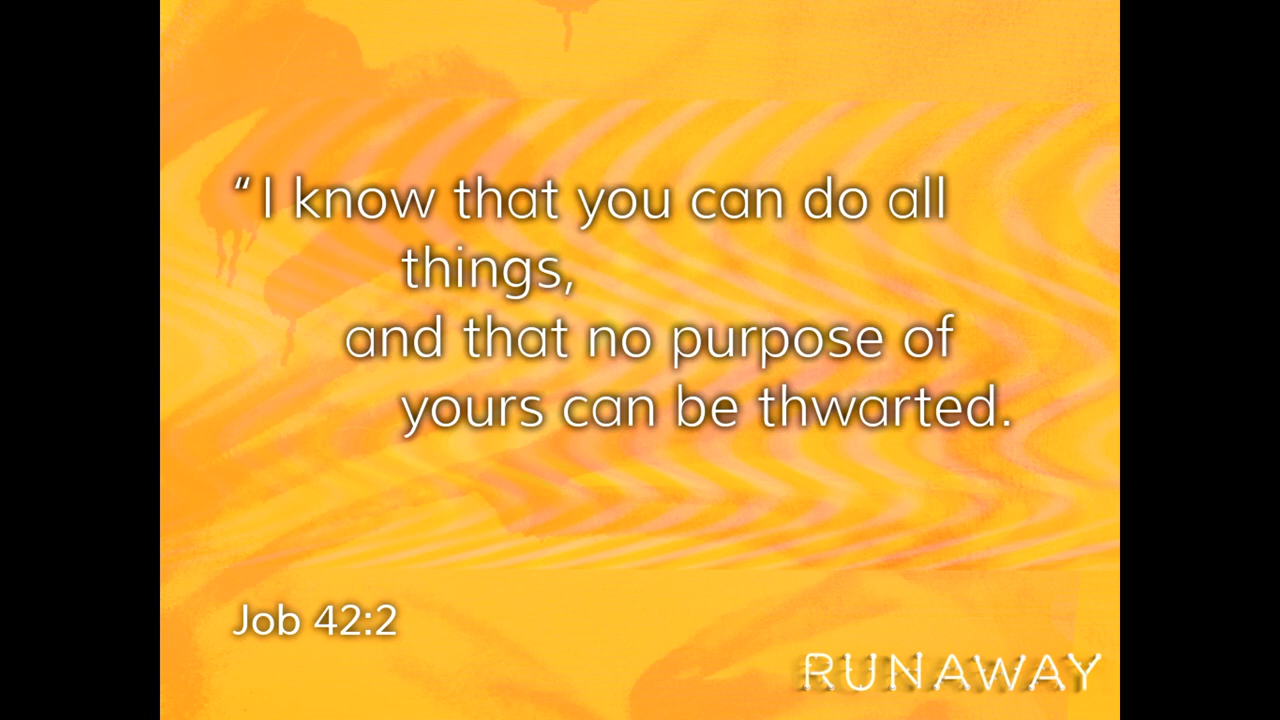 “I know that you can do all
things,
and that no purpose of
yours can be thwarted.
Job 42:2
RUNAWAY